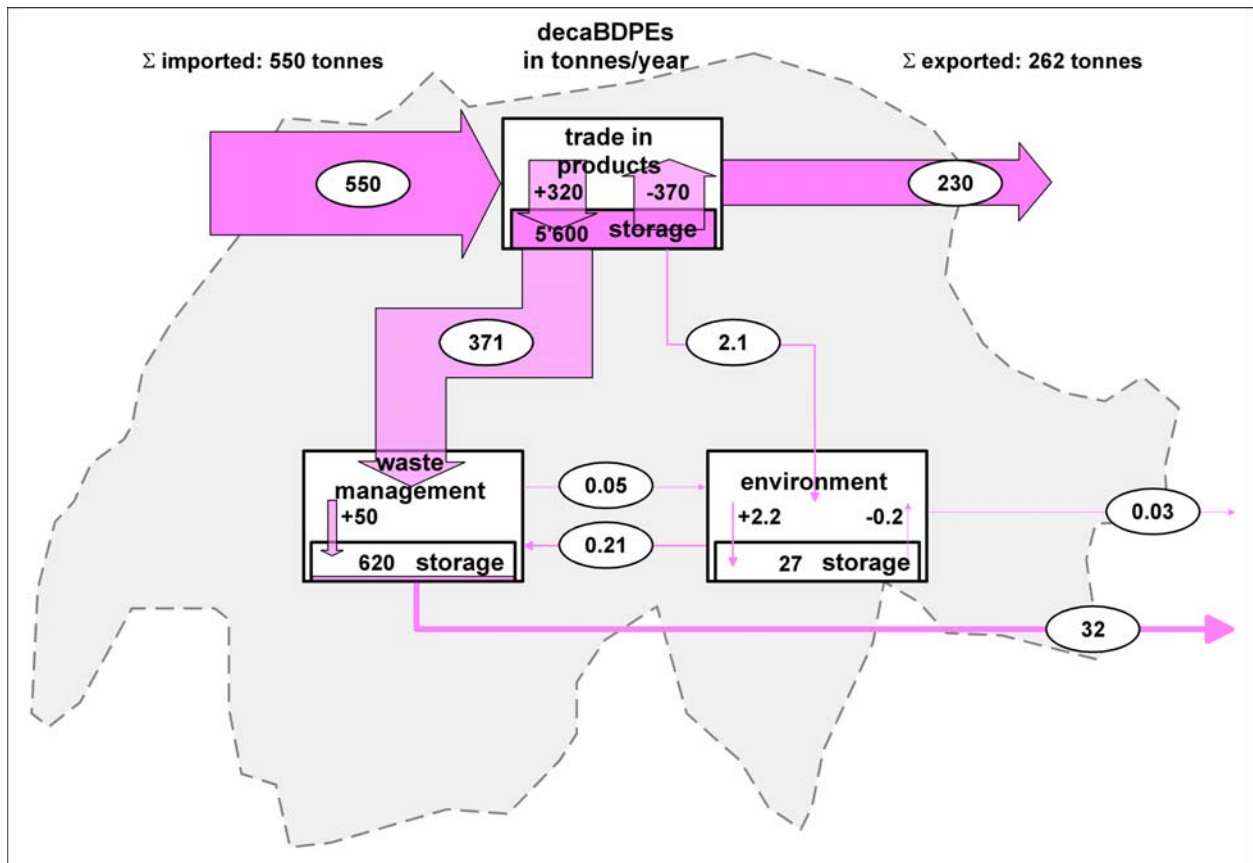 decaBDPEs
in tonnes/year
Σ imported: 550 tonnes
Σ exported: 262 tonnes
trade in
products
550
+320
-370
230
5'600
storage
371
2.1
waste
management
+50
620
storage
0.05
0.21
environment
+2.2
-0.2
27
storage
0.03
32